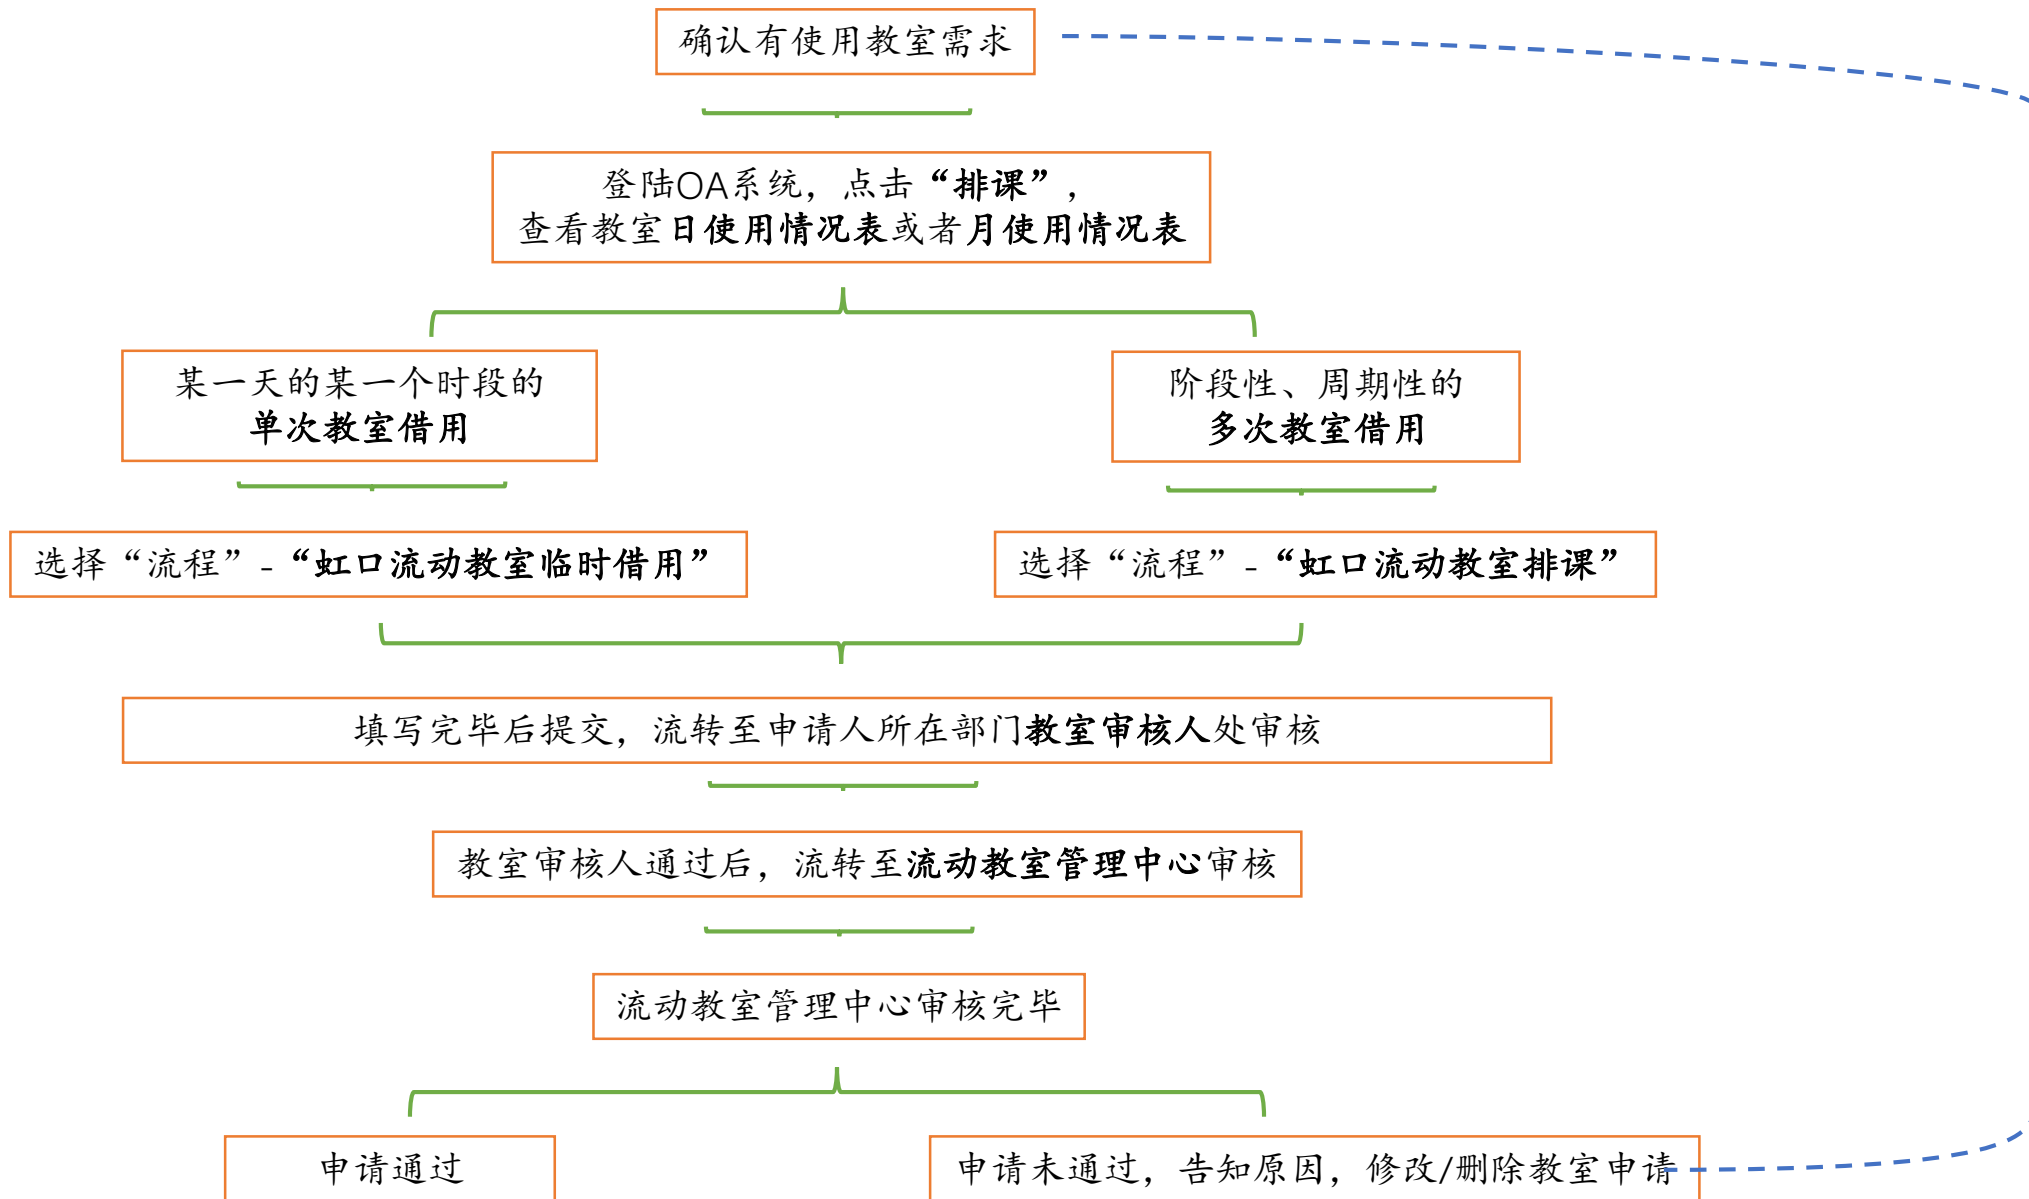 确认有使用教室需求
登陆OA系统，点击“排课”，
查看教室日使用情况表或者月使用情况表
某一天的某一个时段的
单次教室借用
阶段性、周期性的
多次教室借用
选择“流程”-“虹口流动教室临时借用”
选择“流程”-“虹口流动教室排课”
填写完毕后提交，流转至申请人所在部门教室审核人处审核
教室审核人通过后，流转至流动教室管理中心审核
流动教室管理中心审核完毕
申请通过
申请未通过，告知原因，修改/删除教室申请